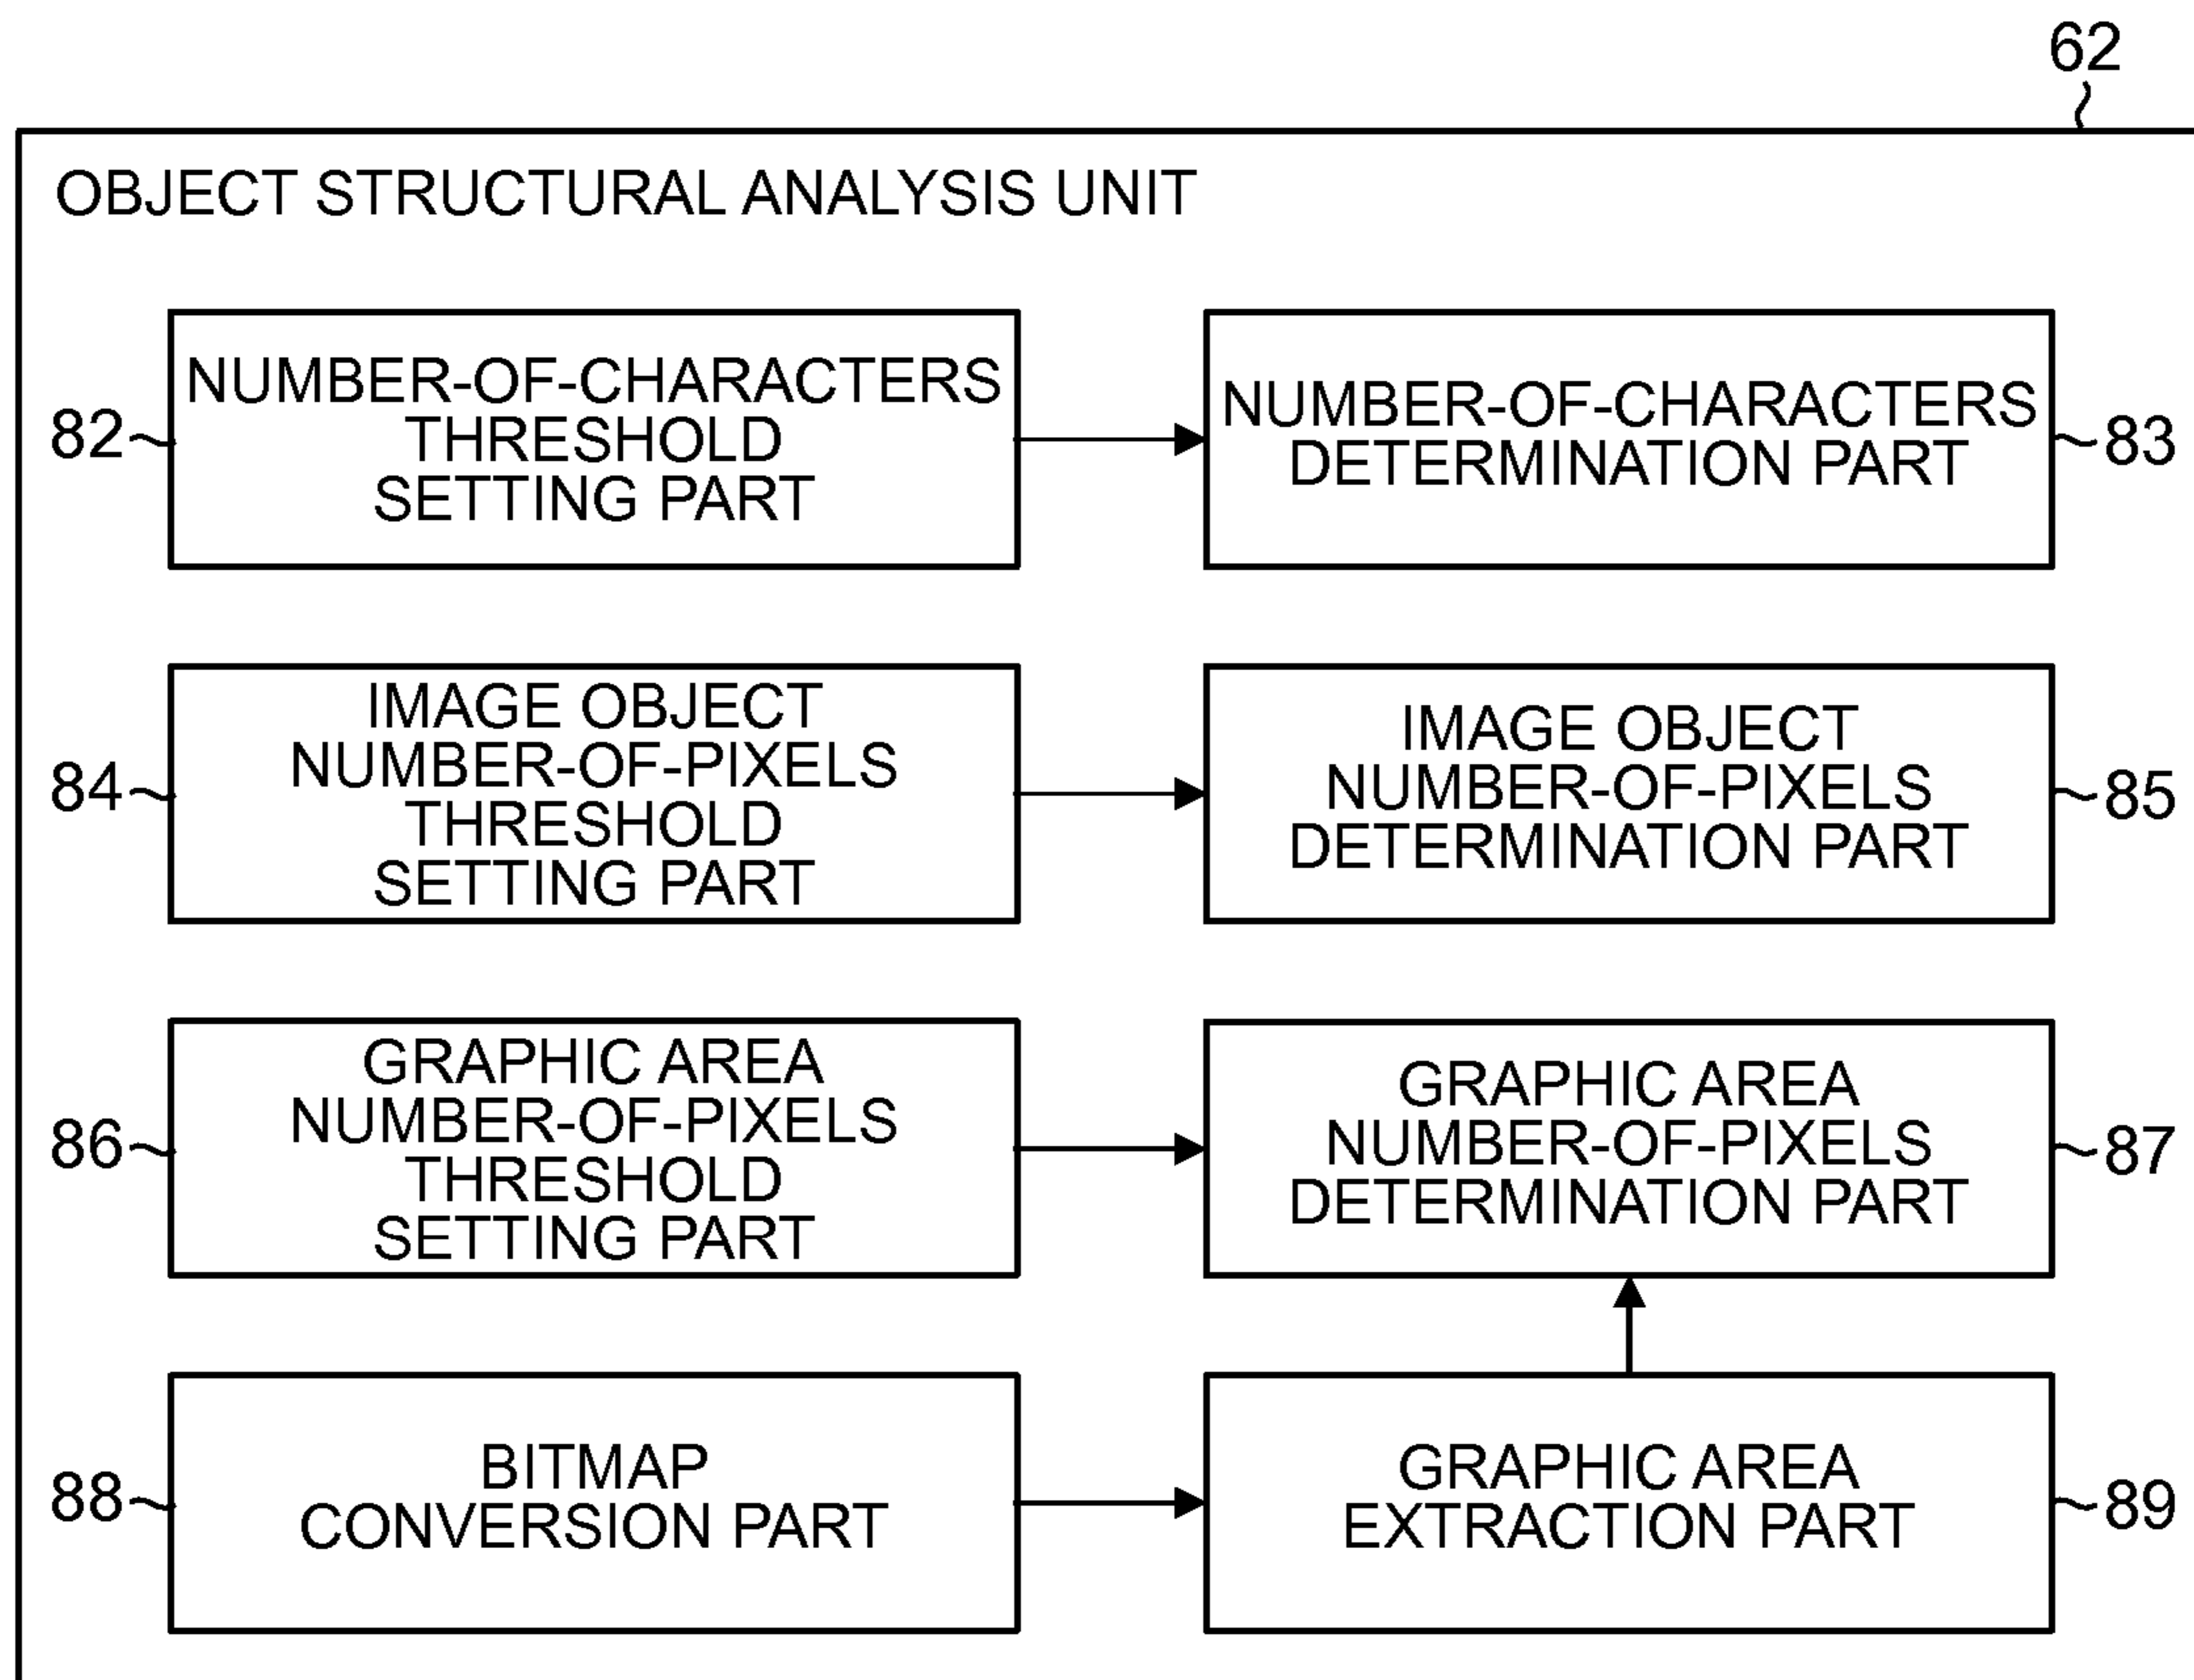 62
OBJECT STRUCTURAL ANALYSIS UNIT
82
NUMBER-OF-CHARACTERS
THRESHOLD
SETTING PART
NUMBER-OF-CHARACTERS
DETERMINATION PART
83
84
IMAGE OBJECT
NUMBER-OF-PIXELS
THRESHOLD
SETTING PART
IMAGE OBJECT
NUMBER-OF-PIXELS
DETERMINATION PART
85
86
GRAPHIC AREA
NUMBER-OF-PIXELS
THRESHOLD
SETTING PART
GRAPHIC AREA
NUMBER-OF-PIXELS
DETERMINATION PART
87
88
BITMAP
CONVERSION PART
GRAPHIC AREA
EXTRACTION PART
89